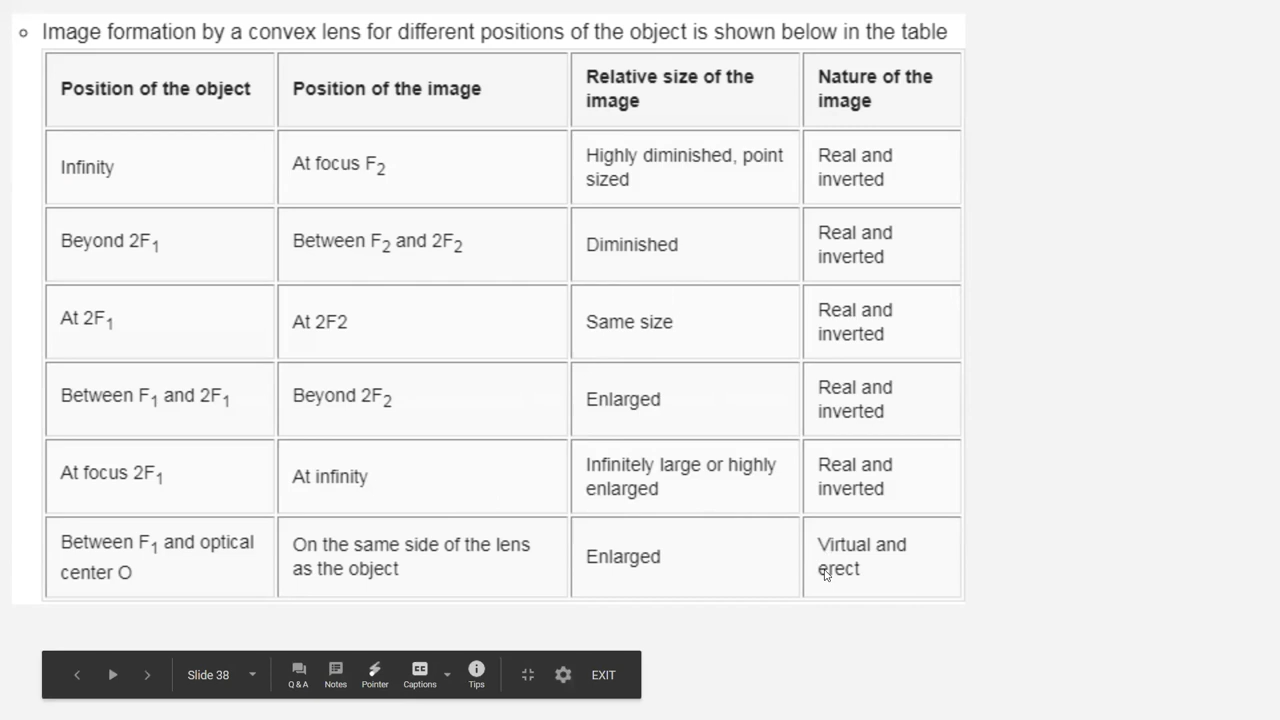 Image formation by a convex lens for different positions of the object is shown below in the table
Position of the object
Position of the image
Relative size of the
image
Nature of the
image
Infinity
At focus F2
Highly diminished, point
sized
Real and
inverted
Beyond 2F1
Between F2 and 2F2
Diminished
Real and
inverted
At 2F1
At 2F2
Same size
Real and
inverted
Between F1 and 2F1
Beyond 2F2
Enlarged
Real and
inverted
At focus 2F1
At infinity
Infinitely large or highly
enlarged
Real and
inverted
Between F1 and optical
center O
On the same side of the lens
as the object
Enlarged
Virtual and
erect
Slide 38
Q & A
Notes
Pointer
CC
Captions
Tips
EXIT